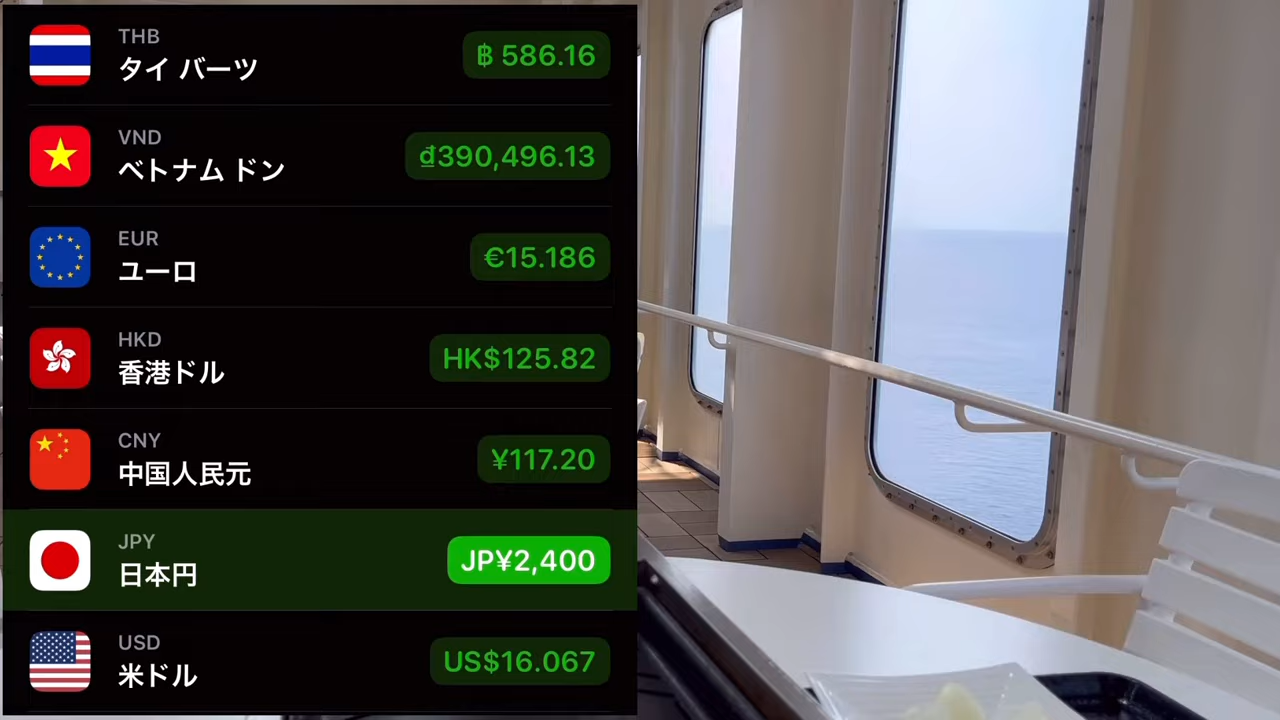 THB
タイ バーツ
฿ 586.16
VND
ベトナム ドン
₫390,496.13
EUR
ユーロ
€15.186
HKD
香港ドル
HK$125.82
CNY
中国人民元
¥117.20
JPY
日本円
JP¥2,400
USD
米ドル
US$16.067